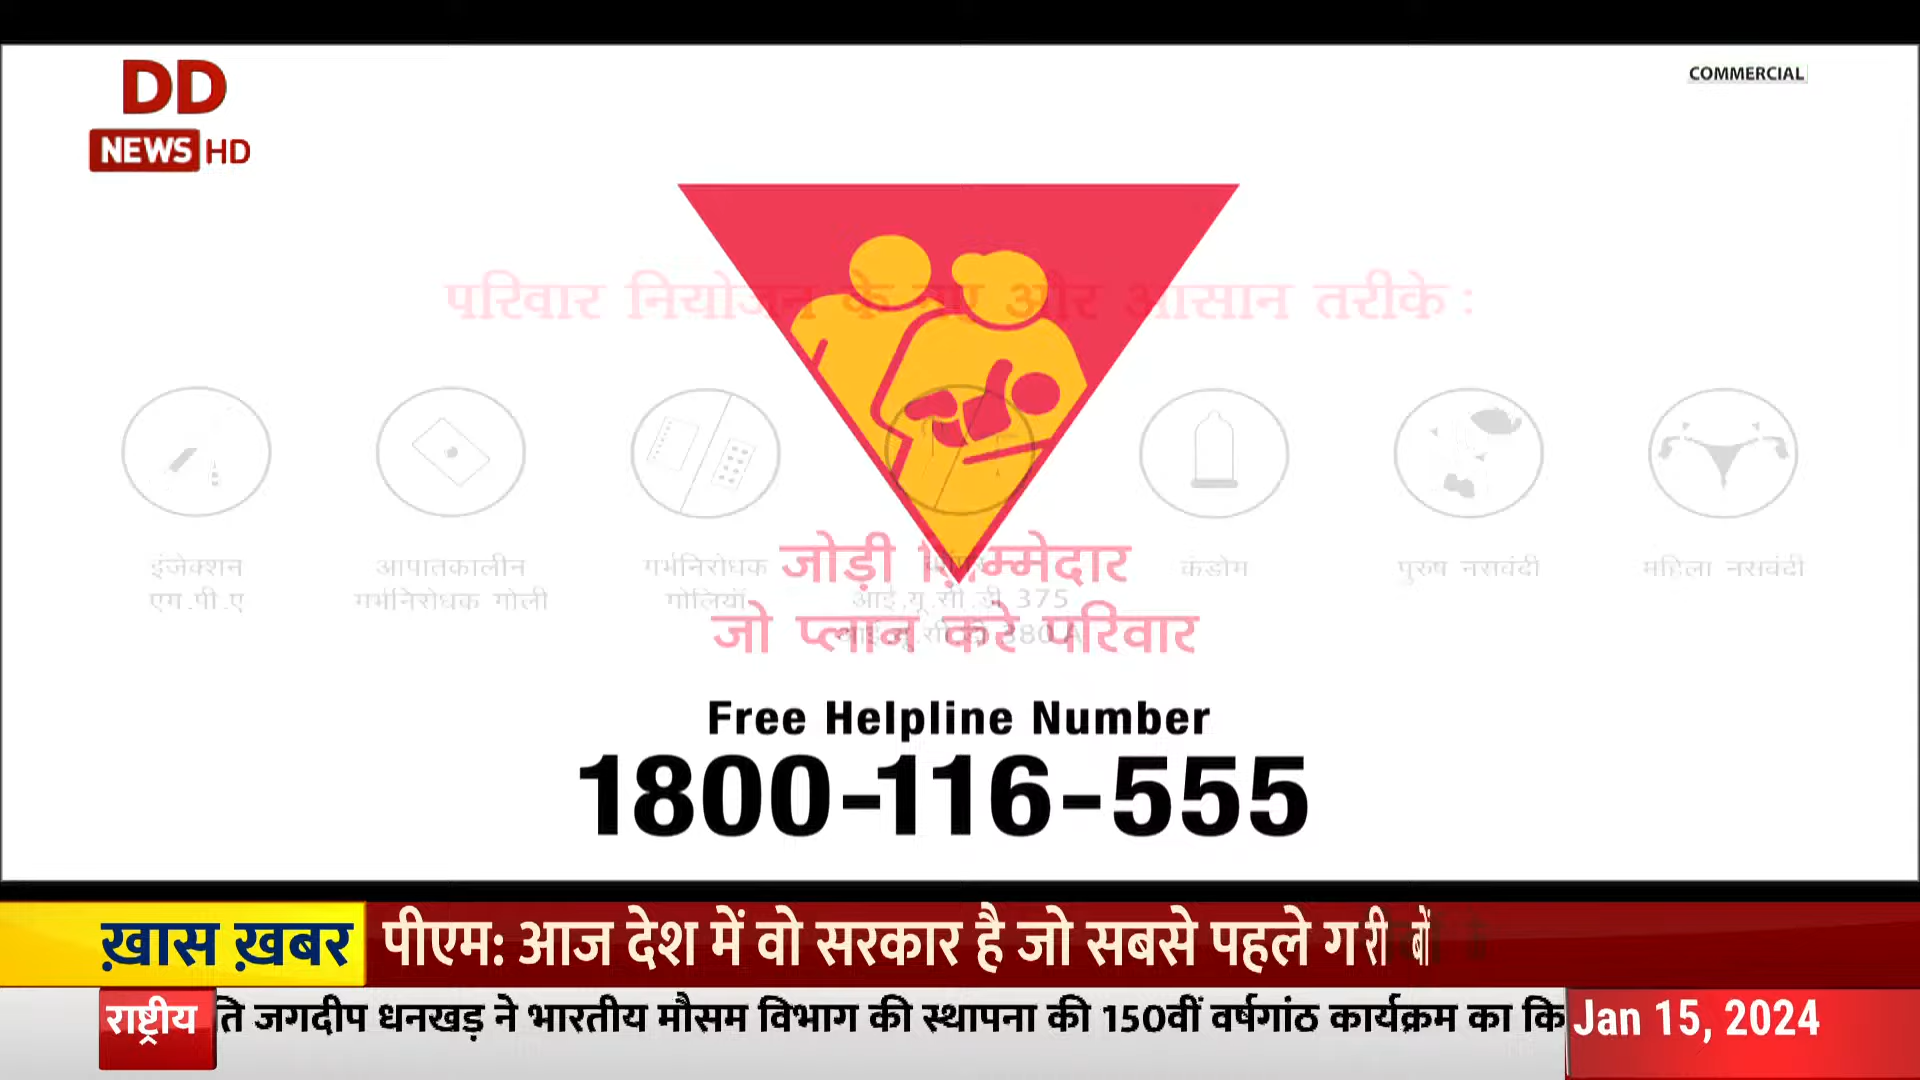 DD
NEWS HD
COMMERCIAL
परिवार नियोजन के नए और आसान तरीके :
इंजेक्शन
एम.पी.ए
आपातकालीन
गर्भनिरोधक गोली
गर्भनिरोधक
गोलियाँ
आई.यू.सी.डी 375
आई.यू.सी.डी 380 A
कंडोम
पुरुष नसबंदी
महिला नसबंदी
जोड़ी ज़िम्मेदार
जो प्लान करे परिवार
Free Helpline Number
1800-116-555
ख़ास ख़बर
पीएम: आज देश में वो सरकार है जो सबसे पहले गरीबों
राष्ट्रीय
ति जगदीप धनखड़ ने भारतीय मौसम विभाग की स्थापना की 150वीं वर्षगांठ कार्यक्रम का कि
Jan 15, 2024